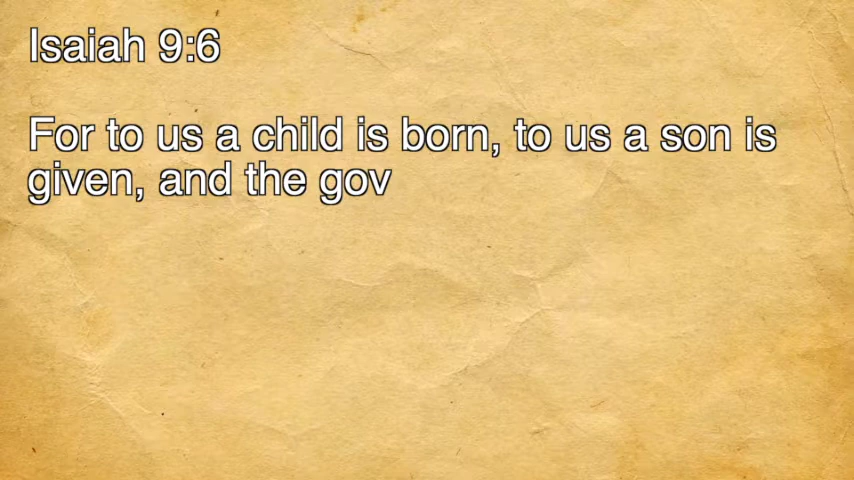 Isaiah 9:6
For to us a child is born, to us a son is
given, and the gov